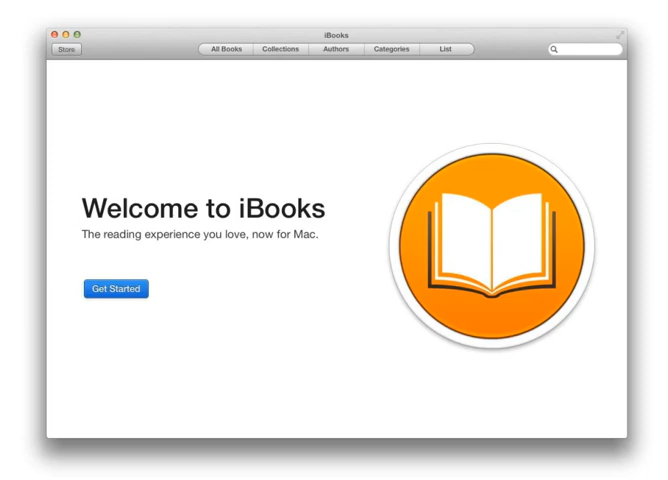 iBooks
Store
All Books Collections Authors Categories List
Welcome to iBooks
The reading experience you love, now for Mac.
Get Started